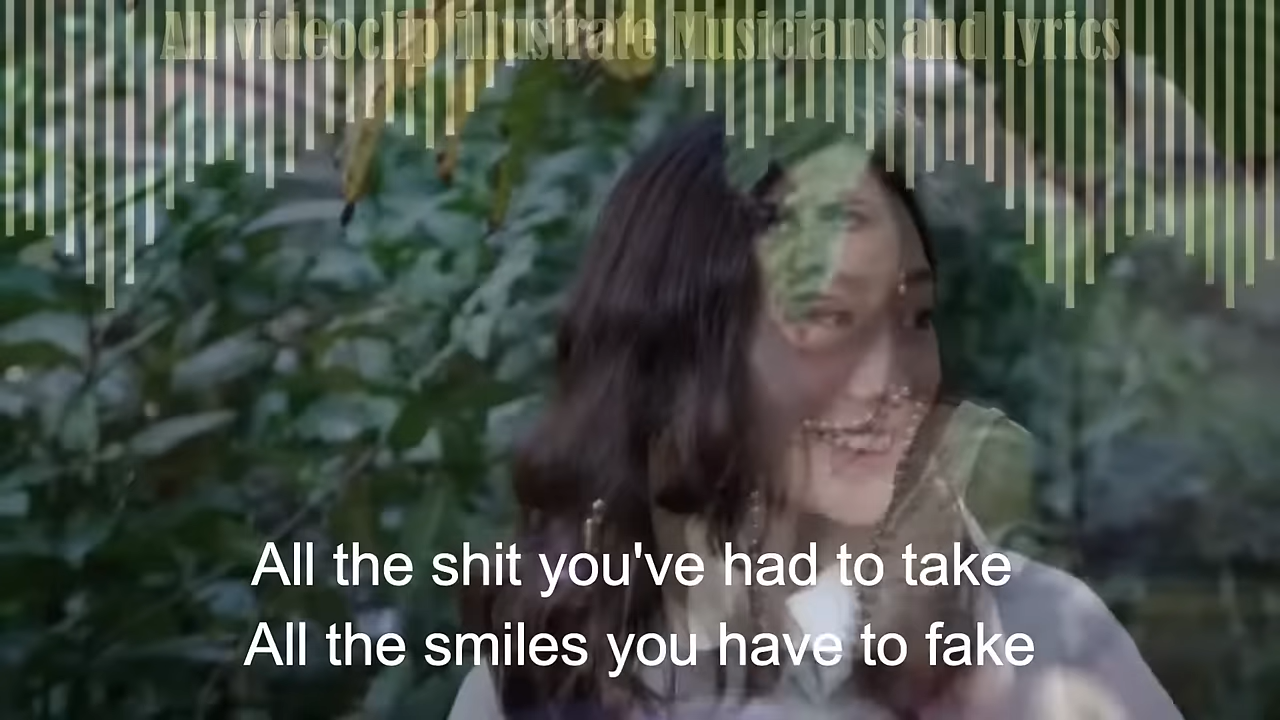 All videoclip illustrate Musicians and lyrics
All the shit you've had to take
All the smiles you have to fake